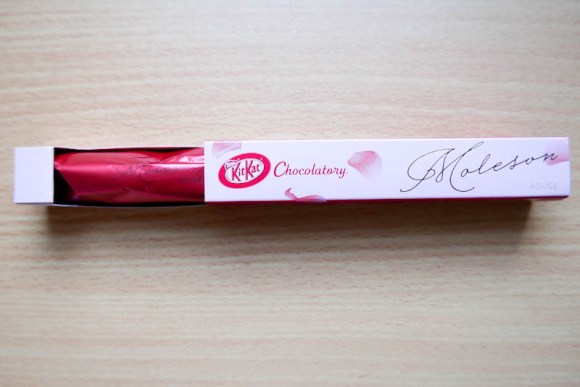 KitKat
Chocolatory
Moleson
ROUGE